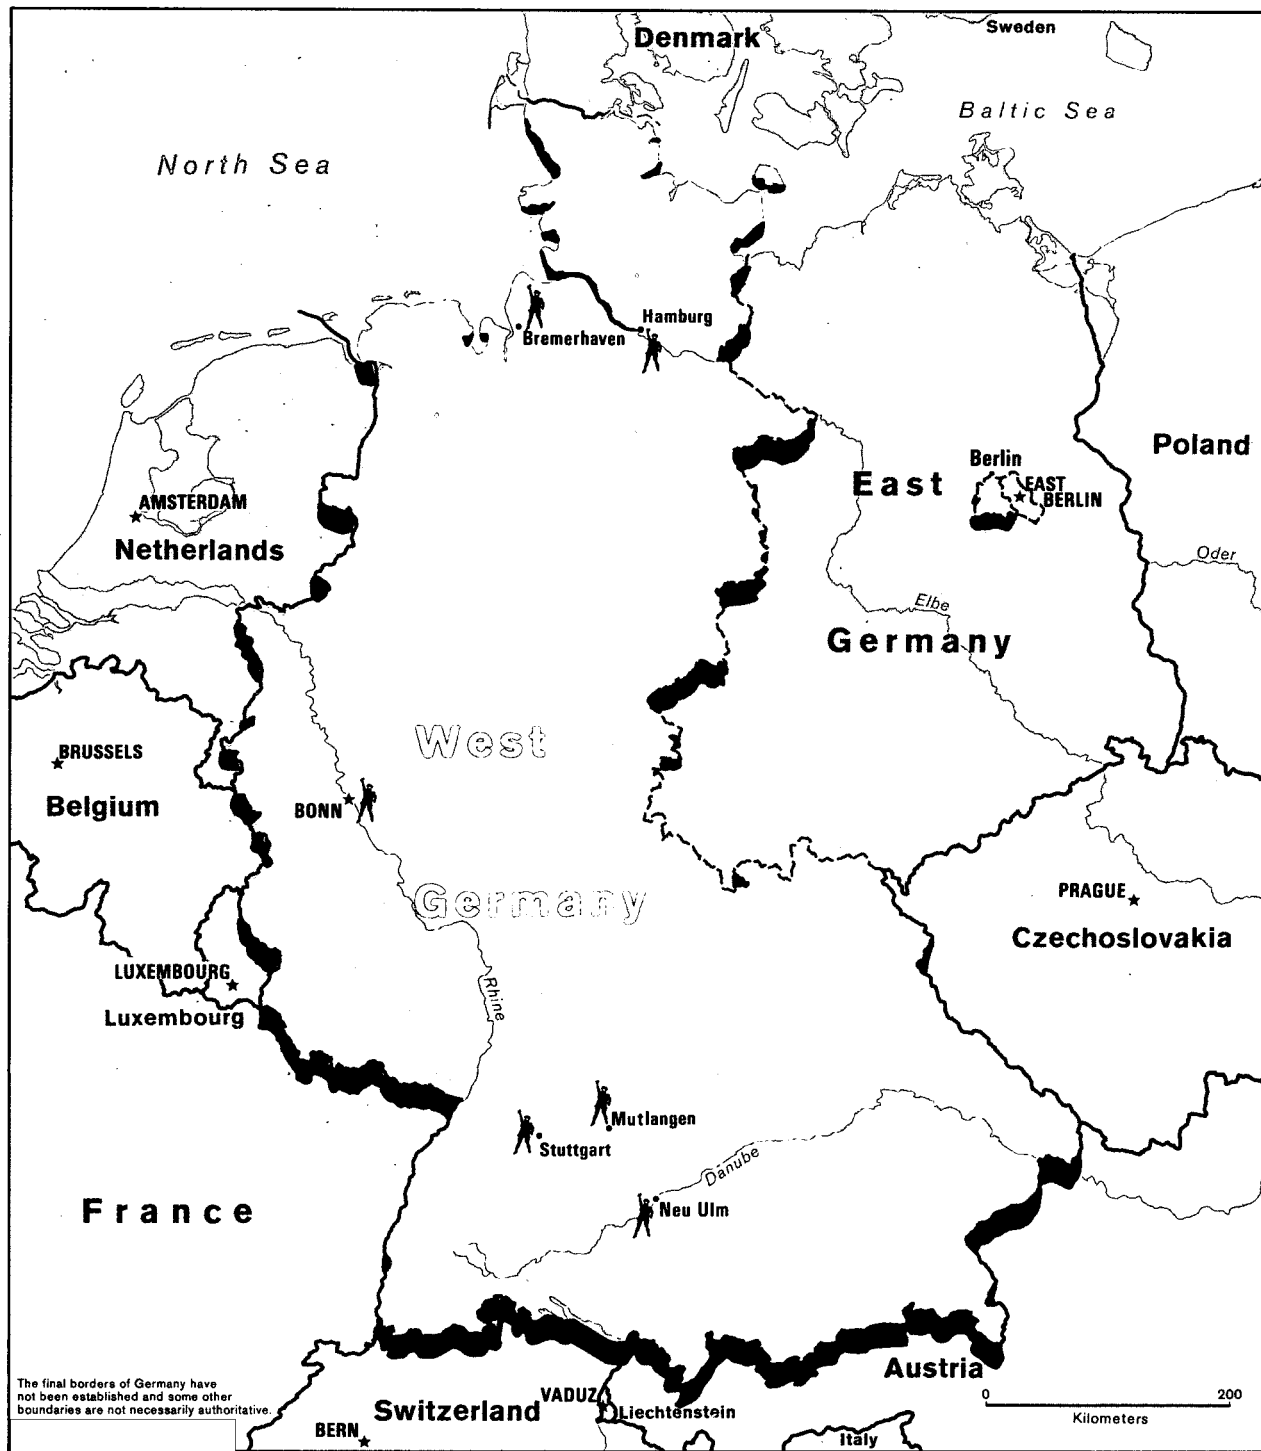 Denmark
Sweden
Baltic Sea
North Sea
Hamburg
Bremerhaven
Poland
Berlin
East
EAST
BERLIN
AMSTERDAM
Netherlands
Oder
Elbe
Germany
West
BRUSSELS
Belgium
BONN
PRAGUE
Germany
Czechoslovakia
LUXEMBOURG
Rhine
Luxembourg
Mutlangen
Stuttgart
Danube
France
Neu Ulm
Austria
The final borders of Germany have
not been established and some other
boundaries are not necessarily authoritative.
VADUZ
0 200
Kilometers
Switzerland
Liechtenstein
BERN
Italy